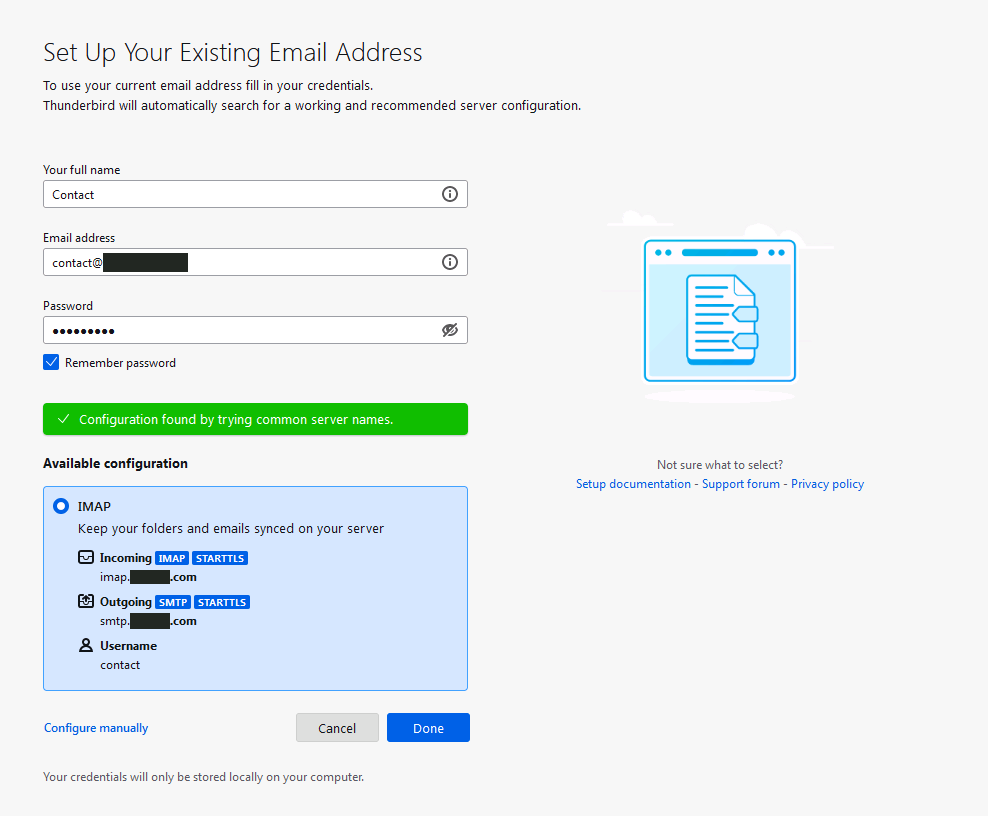 Set Up Your Existing Email Address
To use your current email address fill in your credentials.
Thunderbird will automatically search for a working and recommended server configuration.
Your full name
Contact
Email address
contact@
Password
•••••••••
Remember password
Configuration found by trying common server names.
Available configuration
IMAP
Keep your folders and emails synced on your server
Incoming IMAP STARTTLS
imap. .com
Outgoing SMTP STARTTLS
smtp. .com
Username
contact
Configure manually
Cancel
Done
Your credentials will only be stored locally on your computer.
Not sure what to select?
Setup documentation - Support forum - Privacy policy